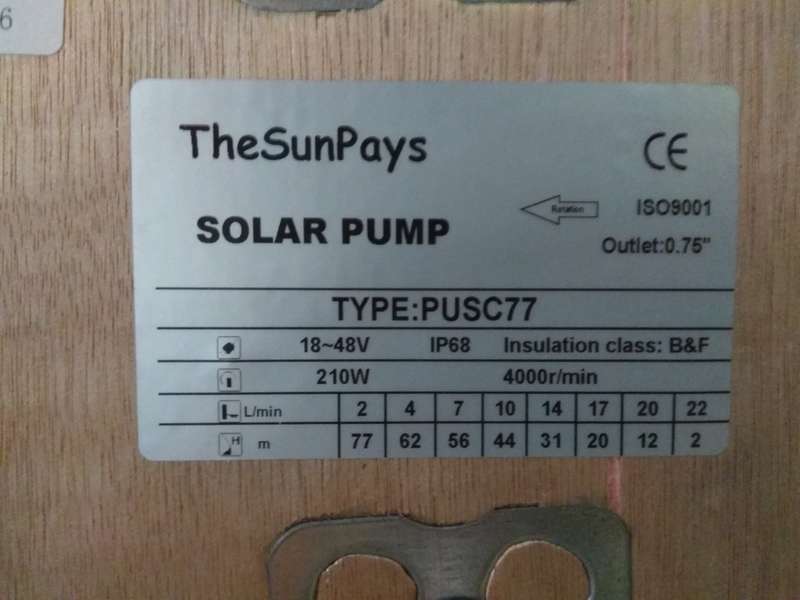 6
TheSunPays
CE
Rotation
ISO9001
SOLAR PUMP
Outlet:0.75"
TYPE:PUSC77
18~48V IP68 Insulation class: B&F
210W 4000r/min
L/min 2 4 7 10 14 17 20 22
H m 77 62 56 44 31 20 12 2